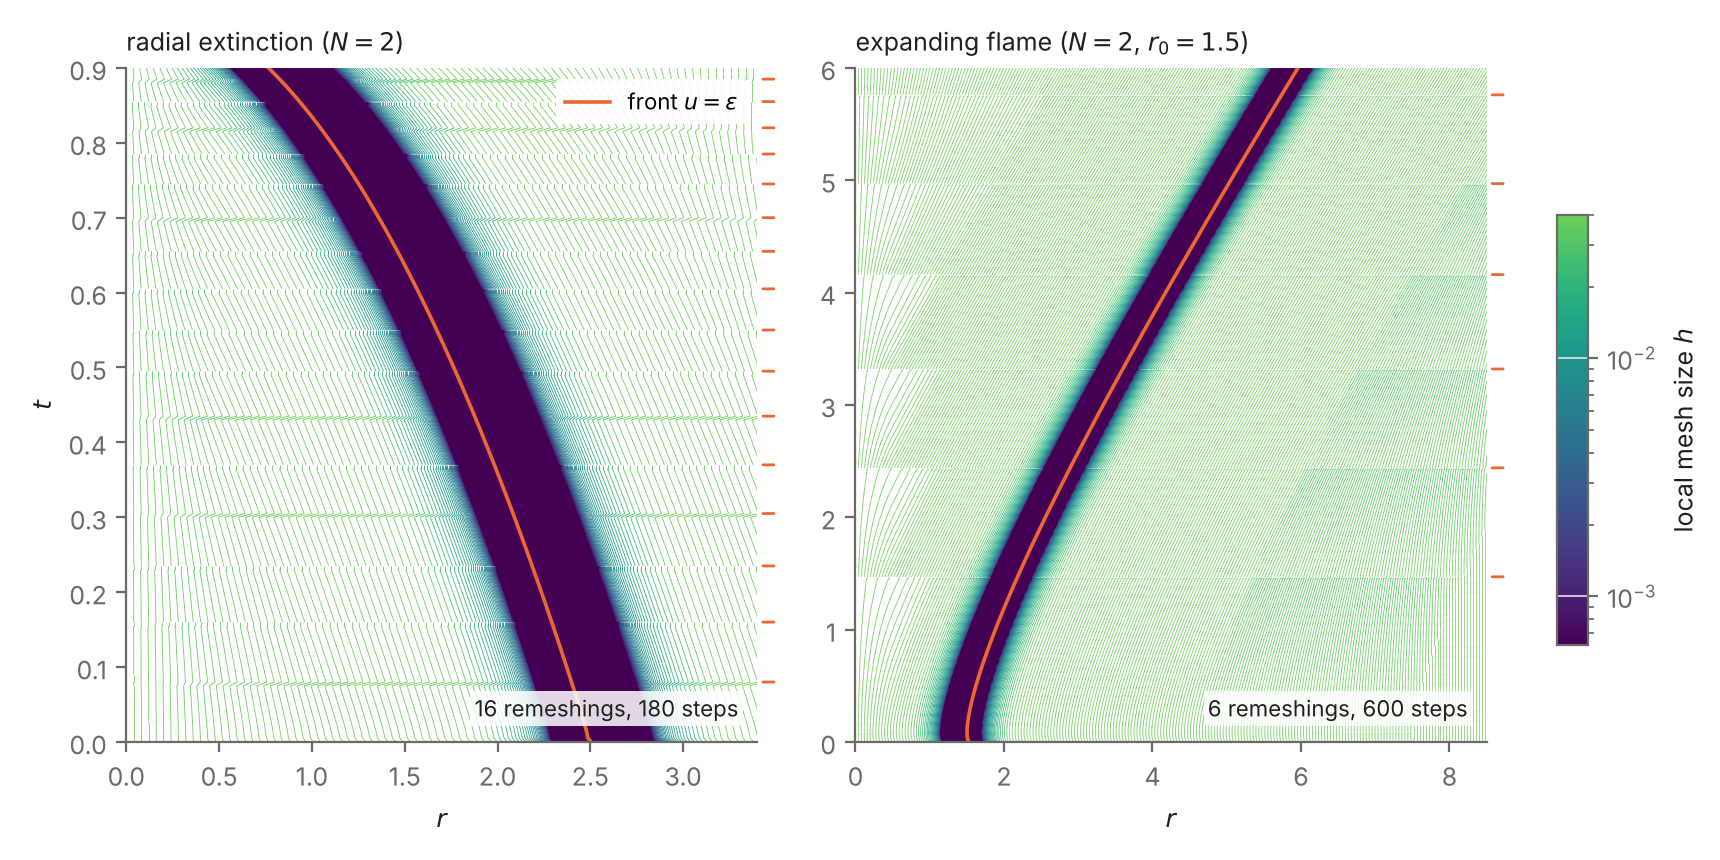 radial extinction (N = 2)
expanding flame (N = 2, r₀ = 1.5)
front u = ε
0.9
0.8
0.7
0.6
0.5
0.4
0.3
0.2
0.1
0.0
t
16 remeshings, 180 steps
0.0 0.5 1.0 1.5 2.0 2.5 3.0
r
6
5
4
3
2
1
0
6 remeshings, 600 steps
0 2 4 6 8
r
10⁻²
10⁻³
local mesh size h